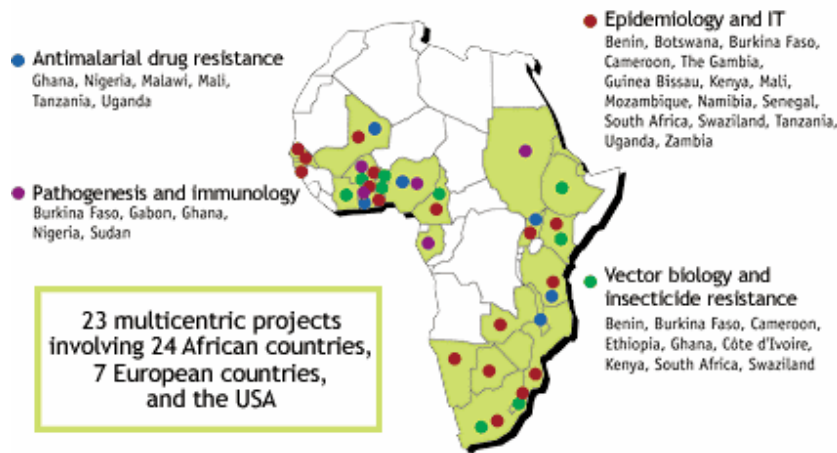 Antimalarial drug resistance
Ghana, Nigeria, Malawi, Mali,
Tanzania, Uganda
Pathogenesis and immunology
Burkina Faso, Gabon, Ghana,
Nigeria, Sudan
23 multicentric projects
involving 24 African countries,
7 European countries,
and the USA
Epidemiology and IT
Benin, Botswana, Burkina Faso,
Cameroon, The Gambia,
Guinea Bissau, Kenya, Mali,
Mozambique, Namibia, Senegal,
South Africa, Swaziland, Tanzania,
Uganda, Zambia
Vector biology and
insecticide resistance
Benin, Burkina Faso, Cameroon,
Ethiopia, Ghana, Côte d'Ivoire,
Kenya, South Africa, Swaziland